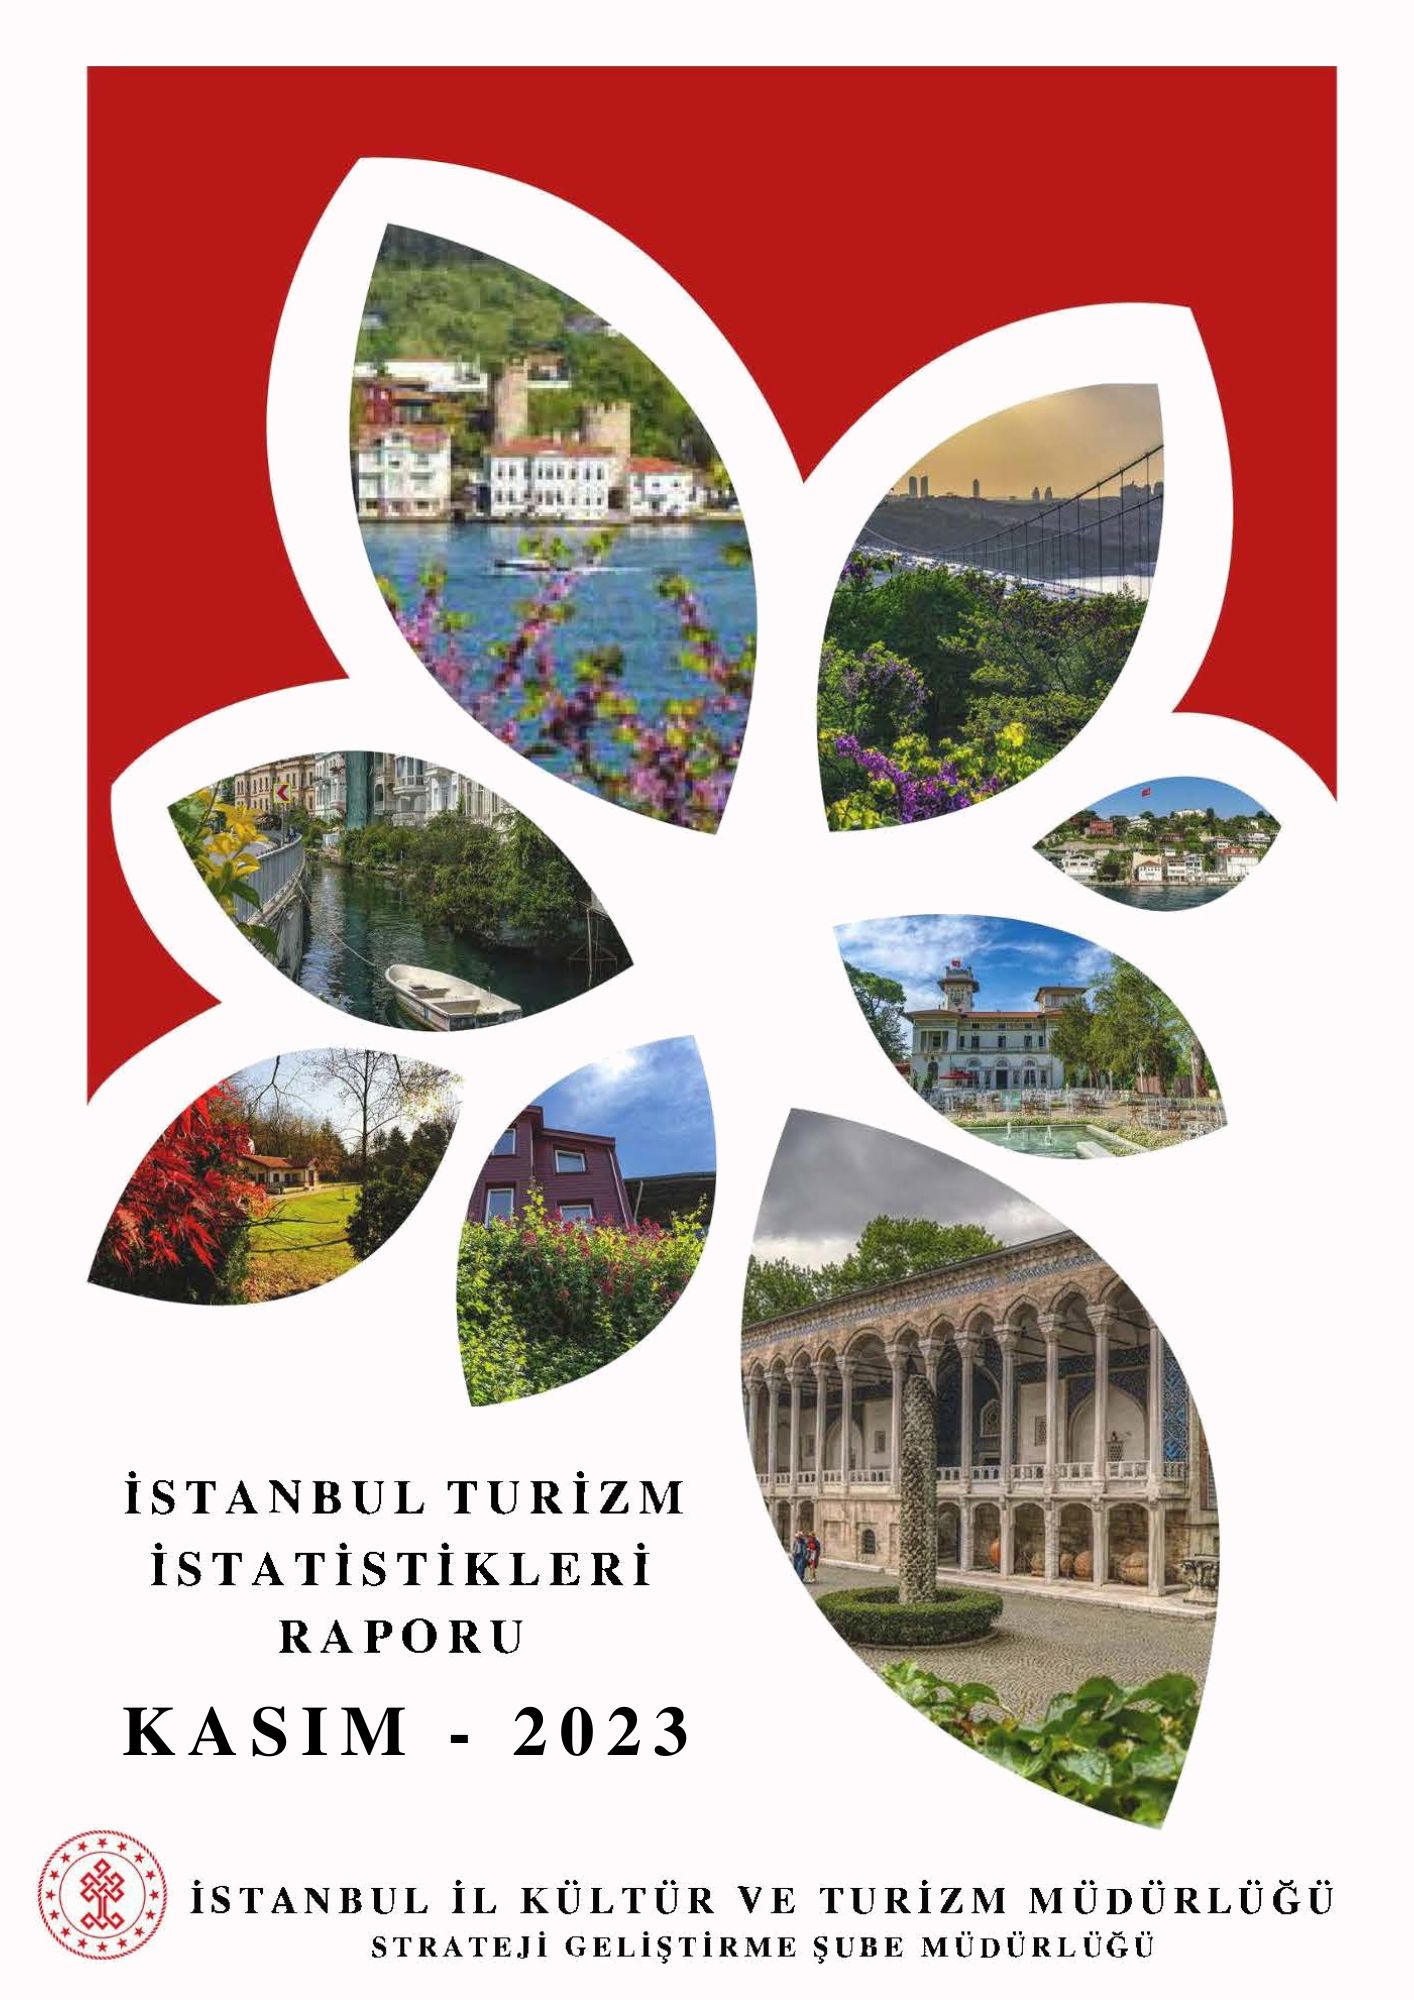 İSTANBUL TURİZM
İSTATİSTİKLERİ
RAPORU
KASIM - 2023
İSTANBUL İL KÜLTÜR VE TURİZM MÜDÜRLÜĞÜ
STRATEJİ GELİŞTİRME ŞUBE MÜDÜRLÜĞÜ